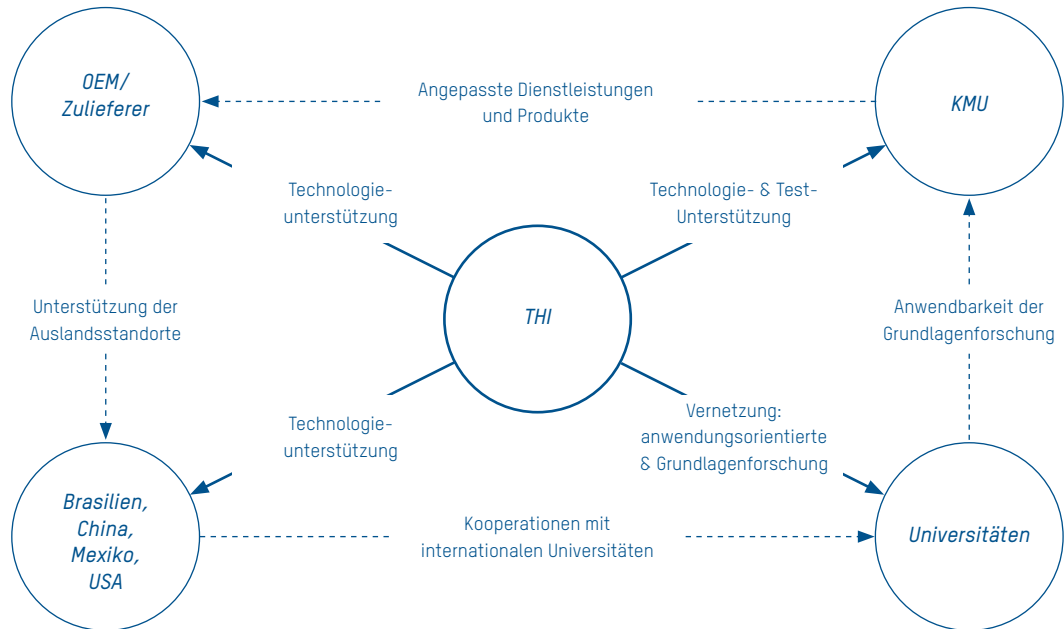 OEM/
Zulieferer
Angepasste Dienstleistungen
und Produkte
KMU
Technologie-
unterstützung
Technologie- & Test-
Unterstützung
Unterstützung der
Auslandsstandorte
THI
Anwendbarkeit der
Grundlagenforschung
Technologie-
unterstützung
Vernetzung:
anwendungsorientierte
& Grundlagenforschung
Brasilien,
China,
Mexiko,
USA
Kooperationen mit
internationalen Universitäten
Universitäten